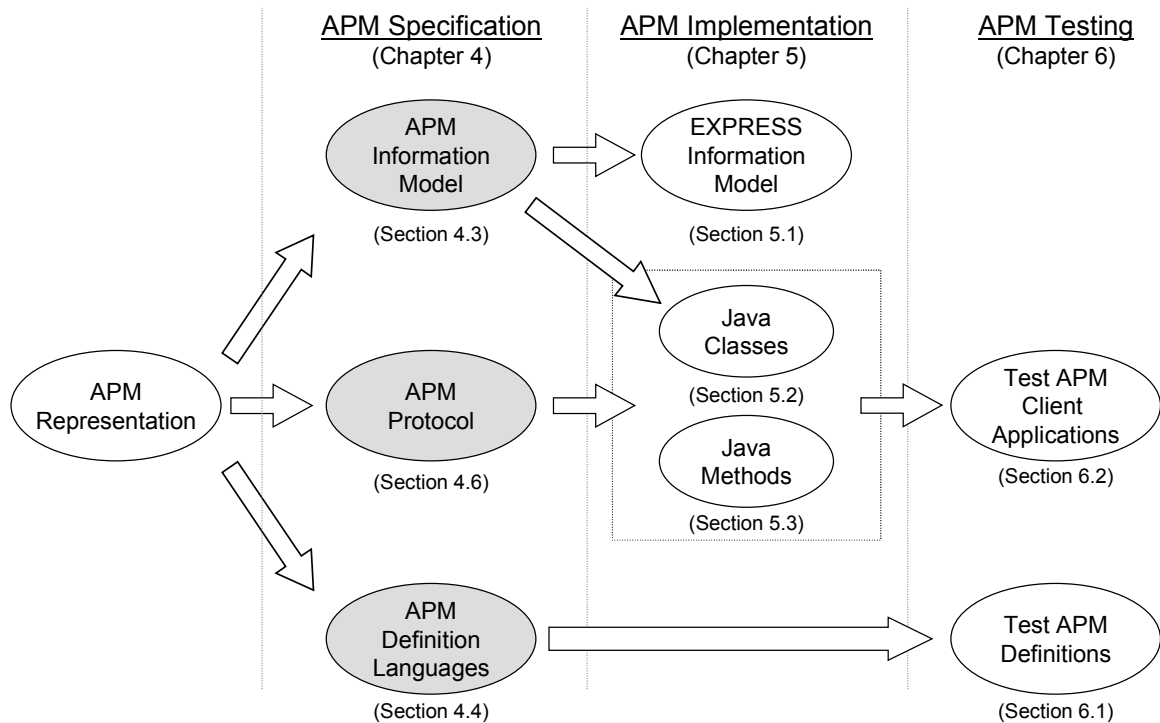 APM Specification
(Chapter 4)
APM Implementation
(Chapter 5)
APM Testing
(Chapter 6)
APM
Information
Model
(Section 4.3)
EXPRESS
Information
Model
(Section 5.1)
Java
Classes
(Section 5.2)
APM
Representation
APM
Protocol
(Section 4.6)
Java
Methods
(Section 5.3)
Test APM
Client
Applications
(Section 6.2)
APM
Definition
Languages
(Section 4.4)
Test APM
Definitions
(Section 6.1)